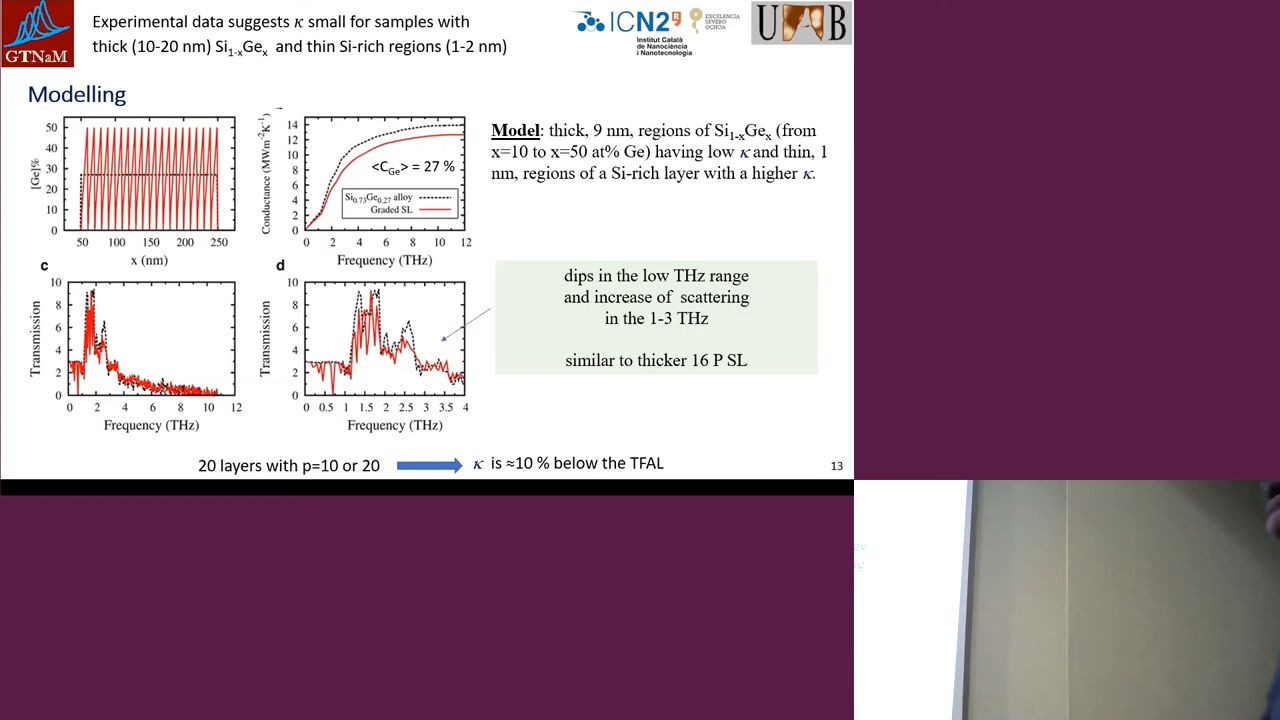 GTNaM
Experimental data suggests κ small for samples with
thick (10-20 nm) Si1-xGex and thin Si-rich regions (1-2 nm)
ICN2
Institut Català
de Nanociència
i Nanotecnologia
EXCELENCIA
SEVERO
OCHOA
UAB
Modelling
[Ge]%
50
40
30
20
10
0
50 100 150 200 250
x (nm)
Conductance (MWm-2K-1)
14
12
10
8
6
4
2
0
<CGe> = 27 %
Si0.73Ge0.27 alloy
Graded SL
0 2 4 6 8 10 12
Frequency (THz)
Model: thick, 9 nm, regions of Si1-xGex (from
x=10 to x=50 at% Ge) having low κ and thin, 1
nm, regions of a Si-rich layer with a higher κ.
c
Transmission
10
8
6
4
2
0
0 2 4 6 8 10 12
Frequency (THz)
d
Transmission
10
8
6
4
2
0
0 0.5 1 1.5 2 2.5 3 3.5 4
Frequency (THz)
dips in the low THz range
and increase of scattering
in the 1-3 THz
similar to thicker 16 P SL
20 layers with p=10 or 20
κ is ≈10 % below the TFAL
13